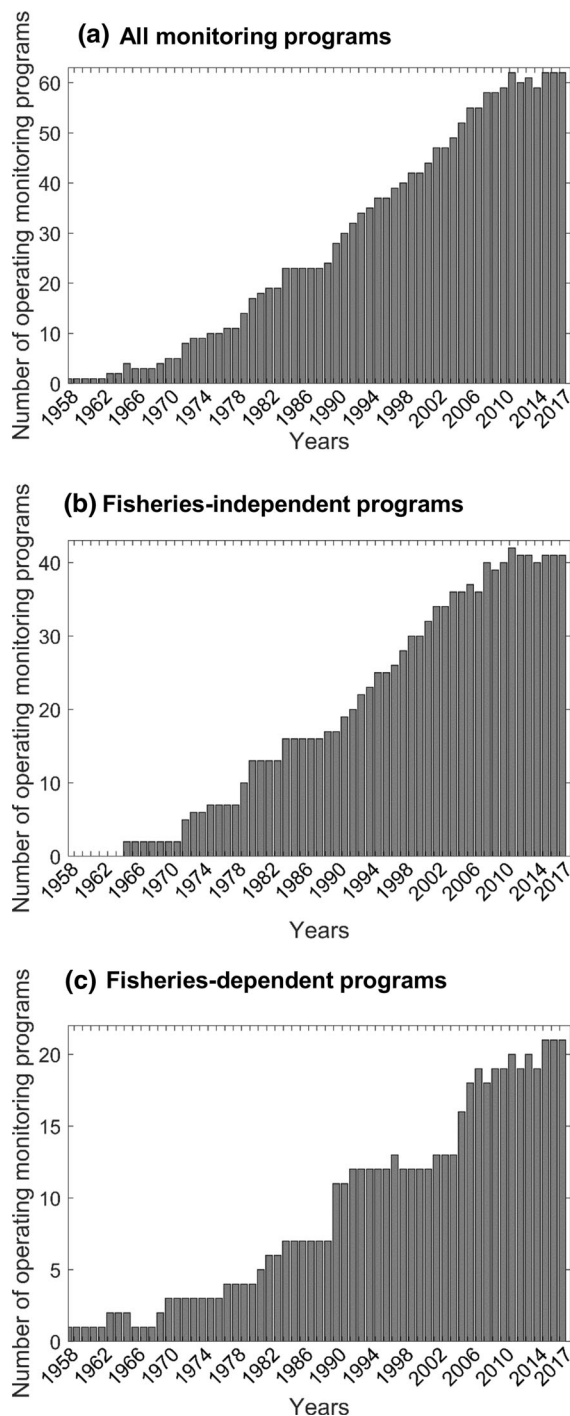 (a) All monitoring programs
Number of operating monitoring programs
60
50
40
30
20
10
0
1958 1962 1966 1970 1974 1978 1982 1986 1990 1994 1998 2002 2006 2010 2014 2017
Years
(b) Fisheries-independent programs
Number of operating monitoring programs
40
30
20
10
0
1958 1962 1966 1970 1974 1978 1982 1986 1990 1994 1998 2002 2006 2010 2014 2017
Years
(c) Fisheries-dependent programs
Number of operating monitoring programs
20
15
10
5
0
1958 1962 1966 1970 1974 1978 1982 1986 1990 1994 1998 2002 2006 2010 2014 2017
Years